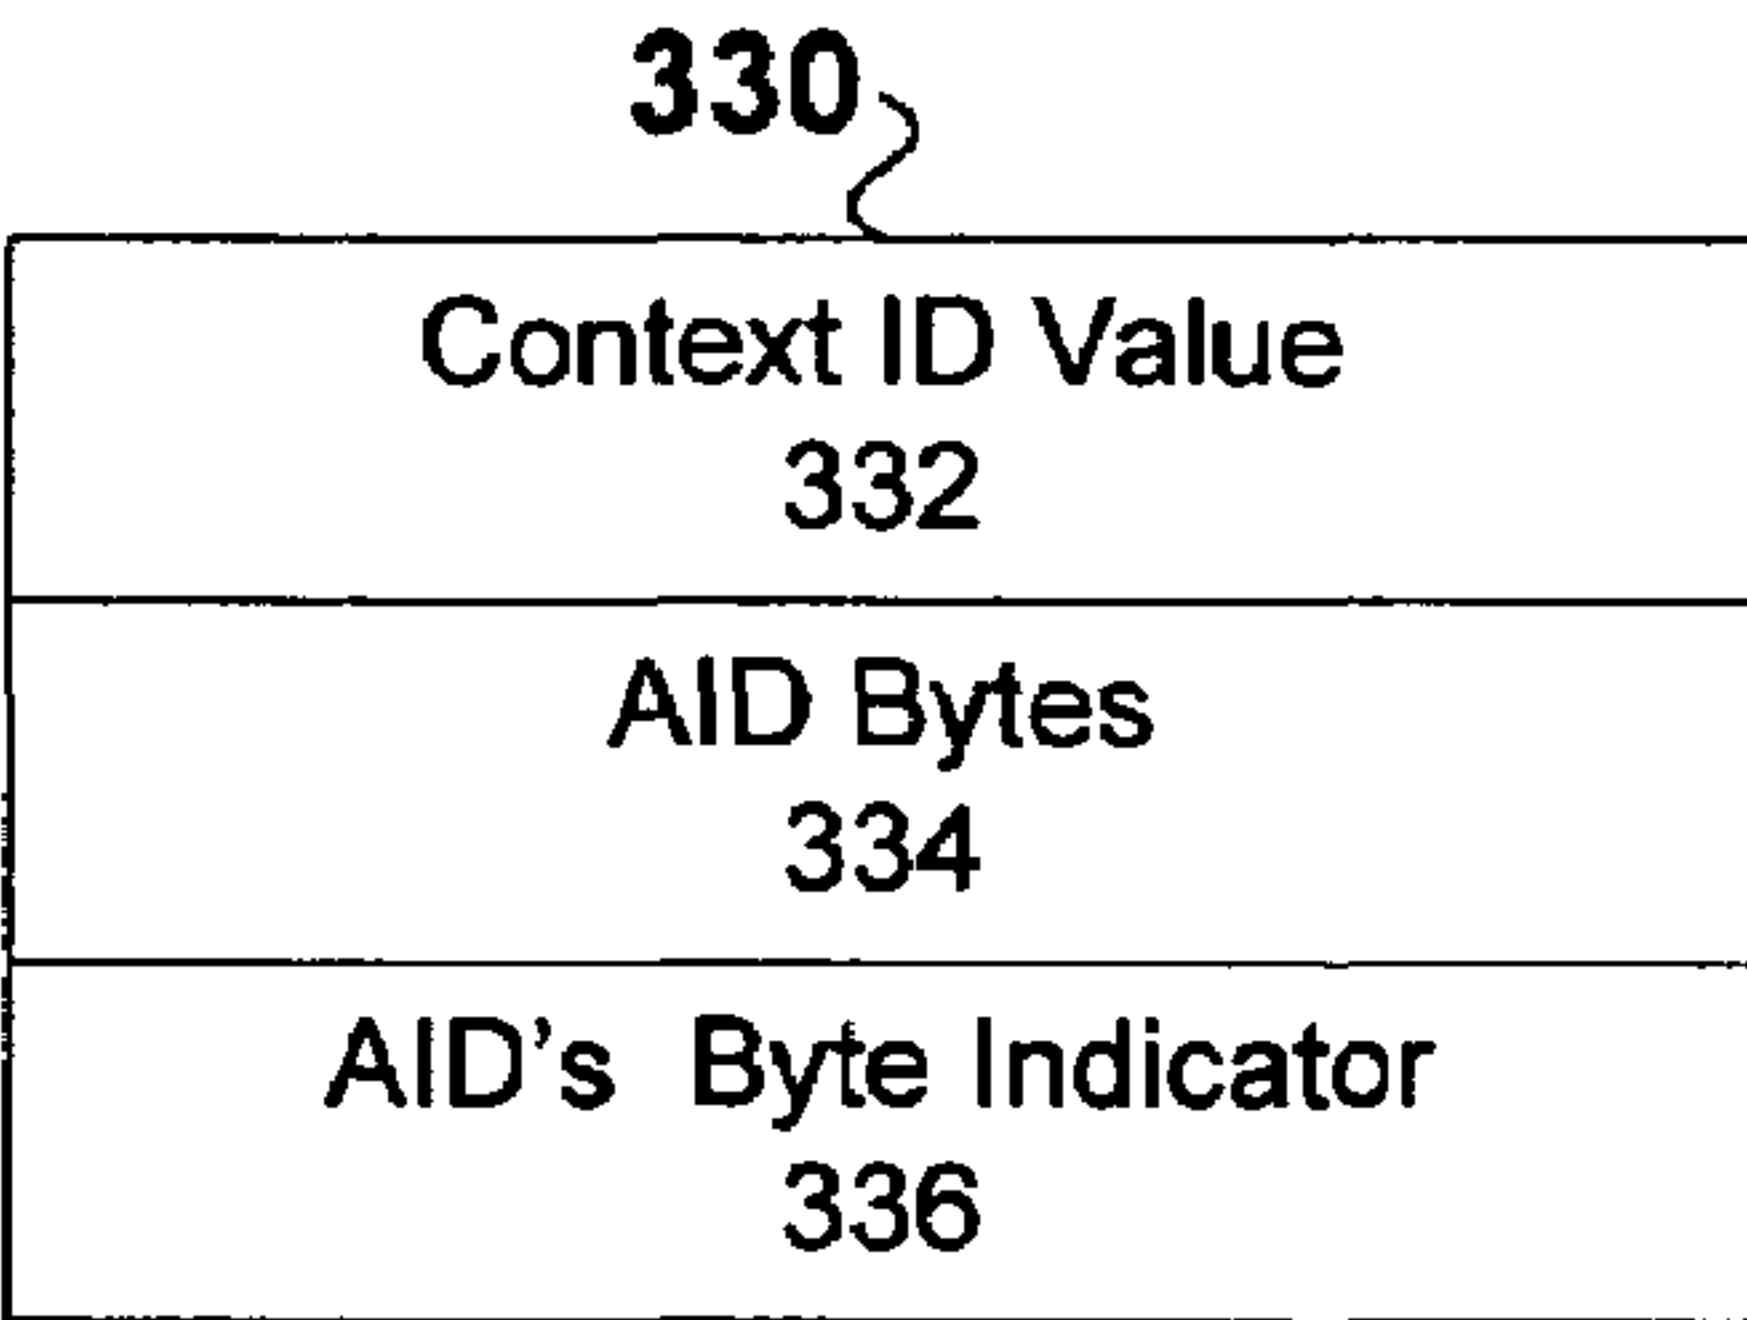 330
Context ID Value
332
AID Bytes
334
AID's Byte Indicator
336